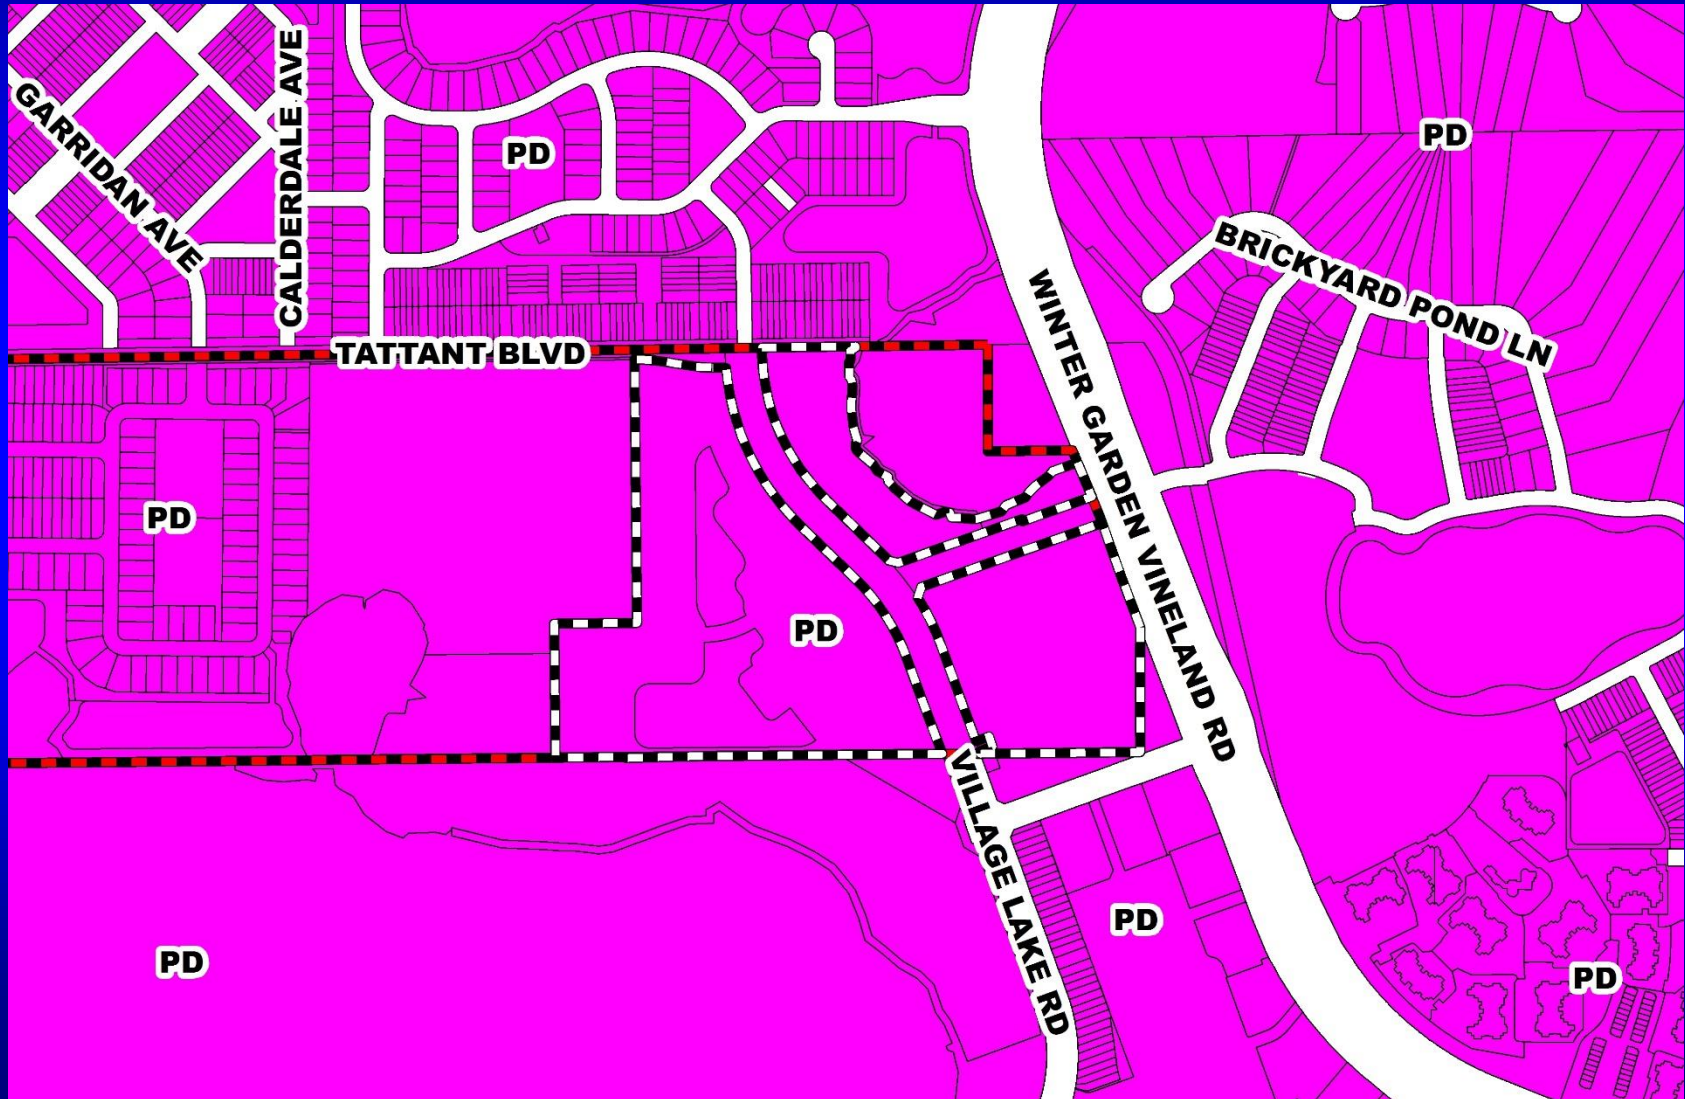 GARRIDAN AVE
CALDERDALE AVE
PD
PD
BRICKYARD POND LN
TATTANT BLVD
WINTER GARDEN VINELAND RD
PD
PD
VILLAGE LAKE RD
PD
PD
PD